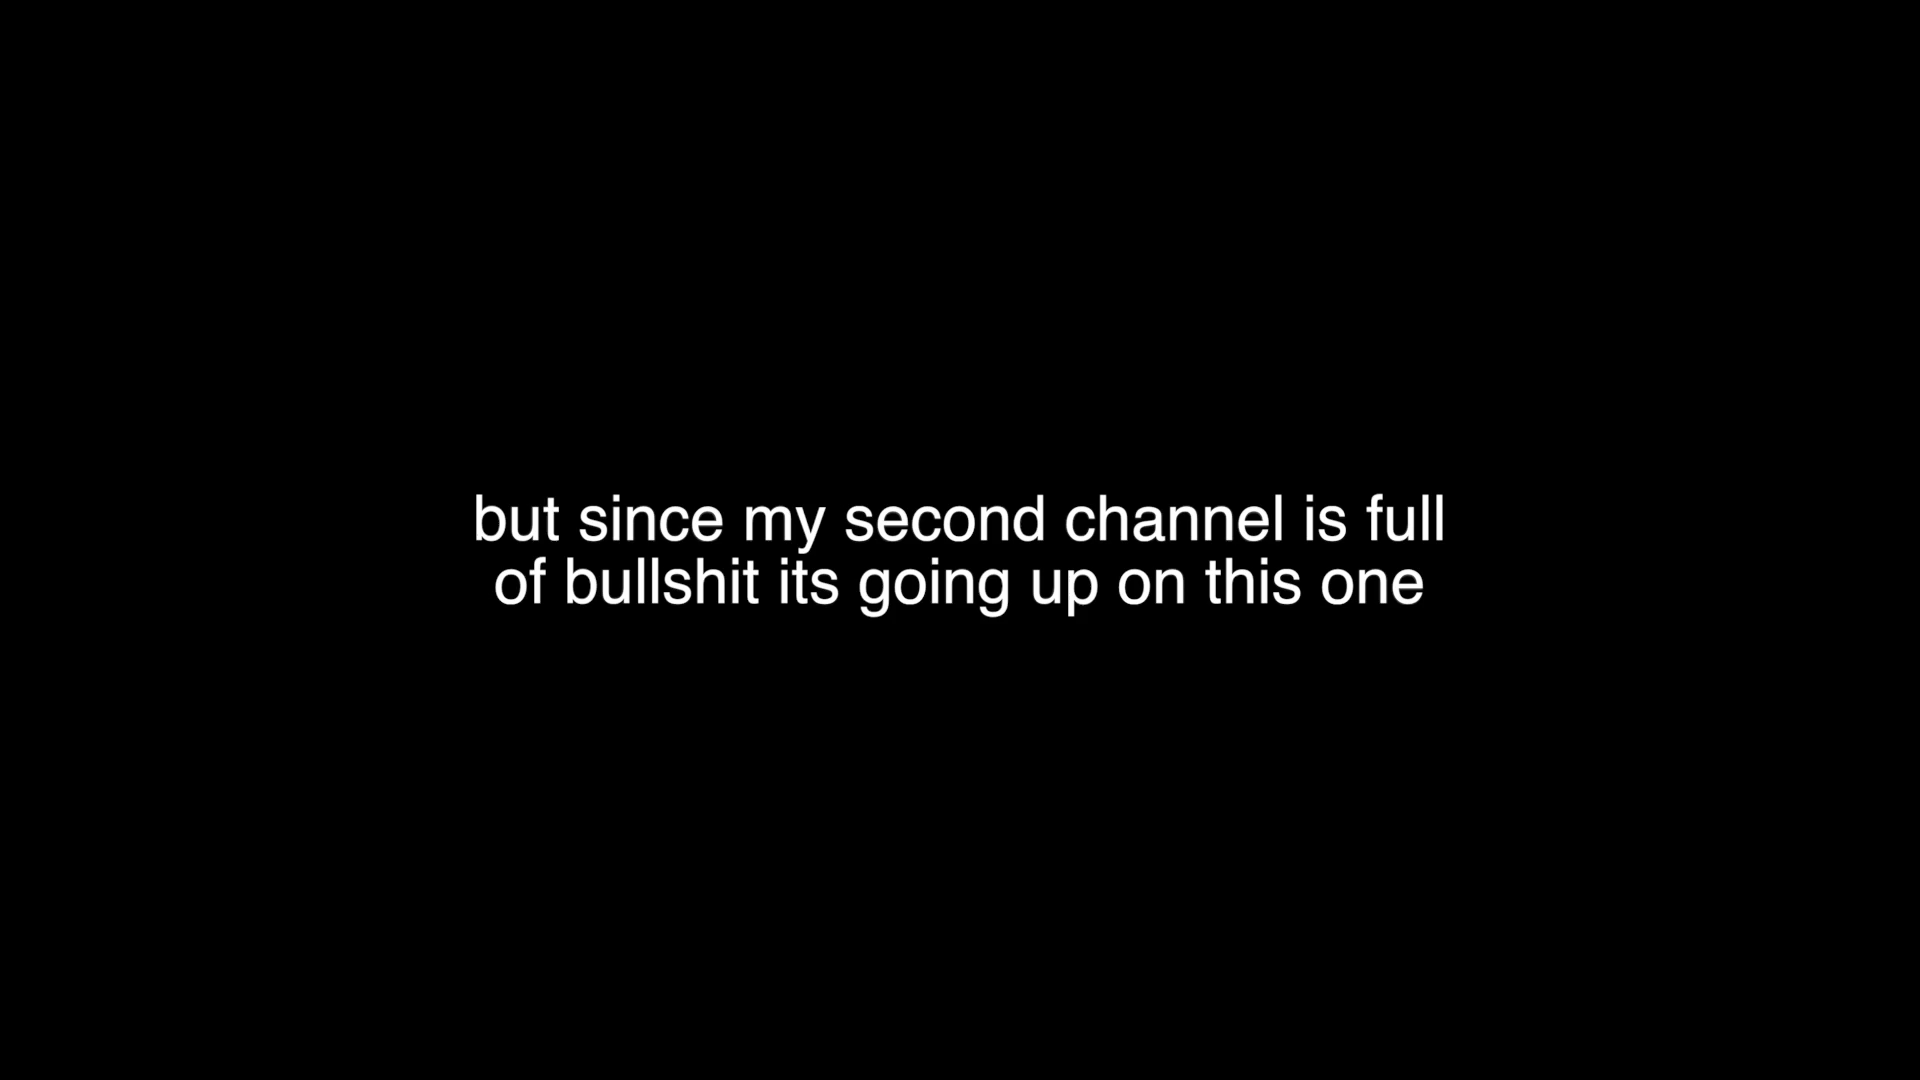 but since my second channel is full
of bullshit its going up on this one